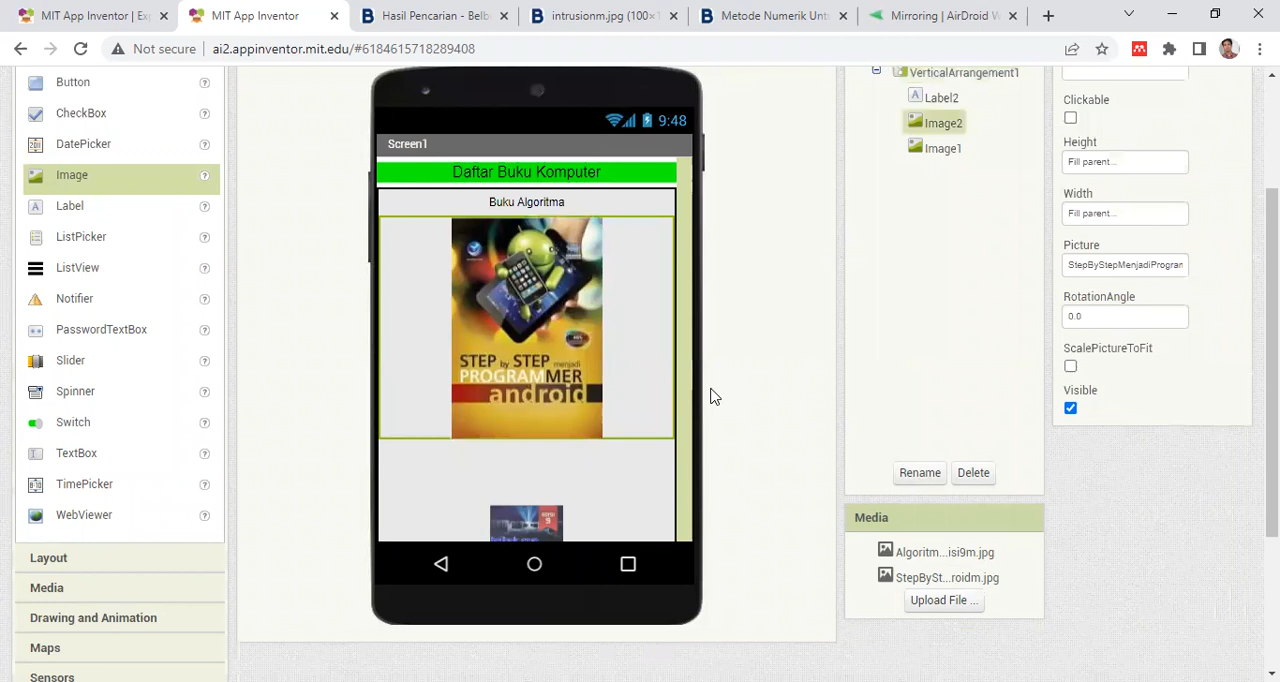 MIT App Inventor | Ex
MIT App Inventor
Hasil Pencarian - Belb
intrusionm.jpg (100×1
Metode Numerik Unt
Mirroring | AirDroid W
Not secure
ai2.appinventor.mit.edu/#6184615718289408
Button
CheckBox
DatePicker
Image
Label
ListPicker
ListView
Notifier
PasswordTextBox
Slider
Spinner
Switch
TextBox
TimePicker
WebViewer
Layout
Media
Drawing and Animation
Maps
Sensors
9:48
Screen1
Daftar Buku Komputer
Buku Algoritma
STEP by STEP menjadi
PROGRAMMER
android
VerticalArrangement1
Label2
Image2
Image1
Rename
Delete
Media
Algoritm...isi9m.jpg
StepBySt...roidm.jpg
Upload File ...
Clickable
Height
Fill parent...
Width
Fill parent...
Picture
StepByStepMenjadiProgran
RotationAngle
0.0
ScalePictureToFit
Visible